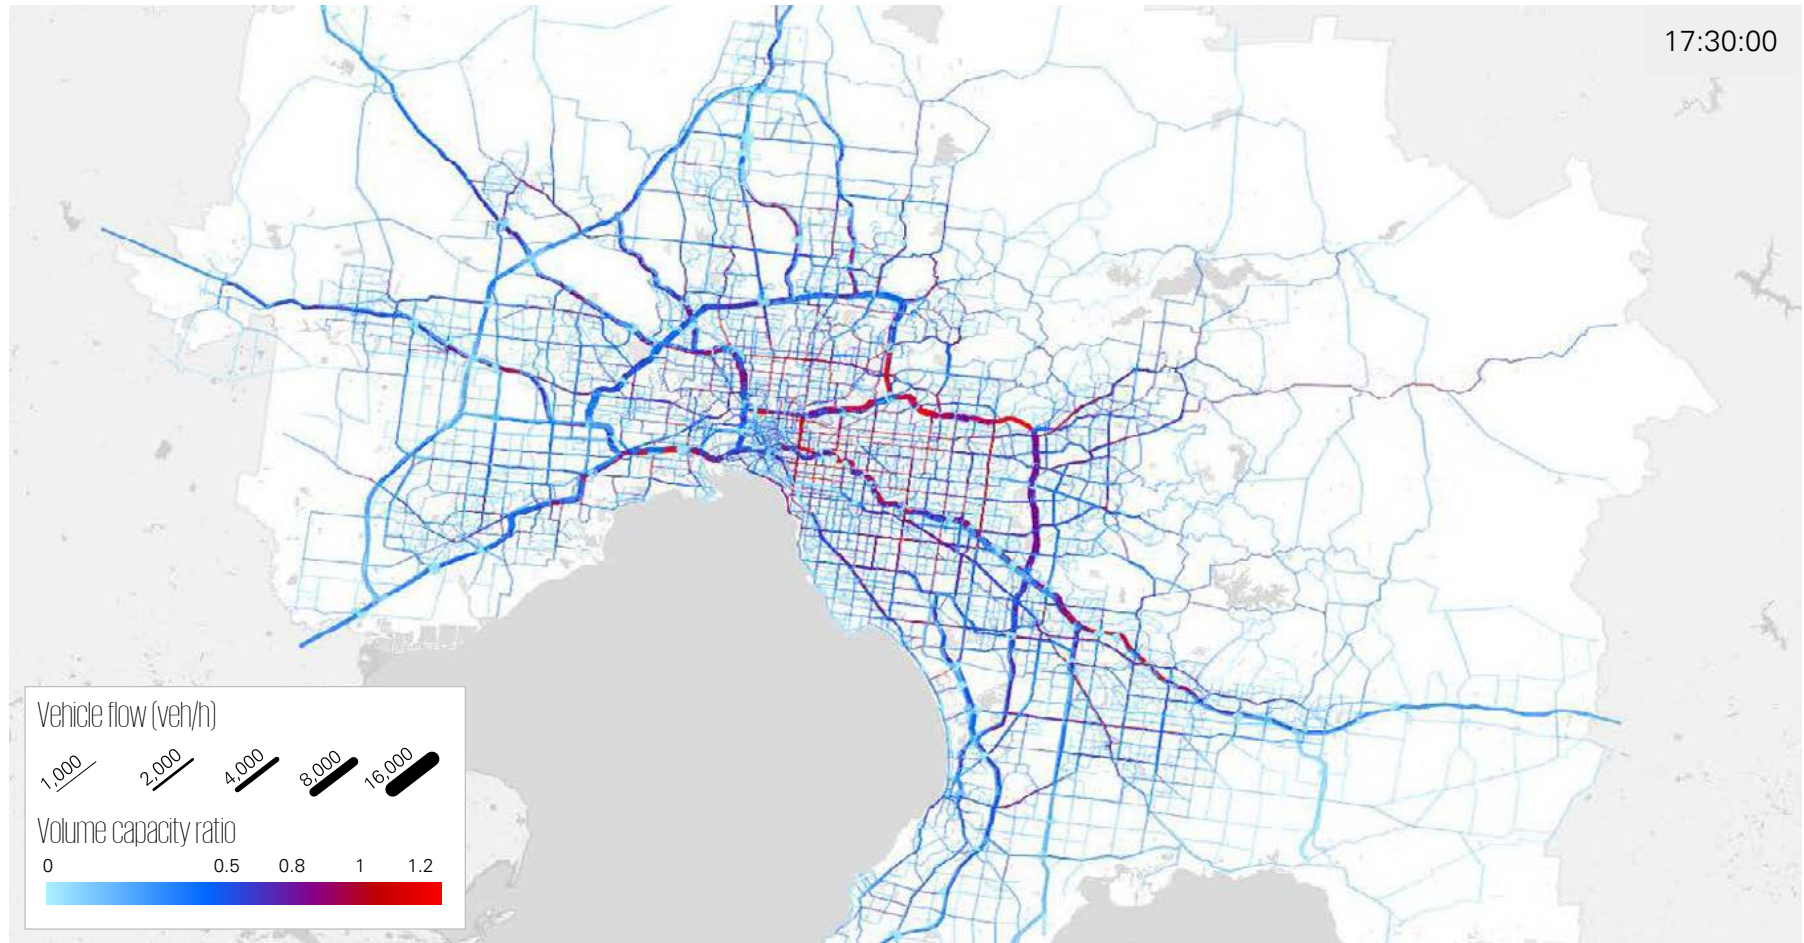 17:30:00
Vehicle flow (veh/h)
1,000 2,000 4,000 8,000 16,000
Volume capacity ratio
0 0.5 0.8 1 1.2